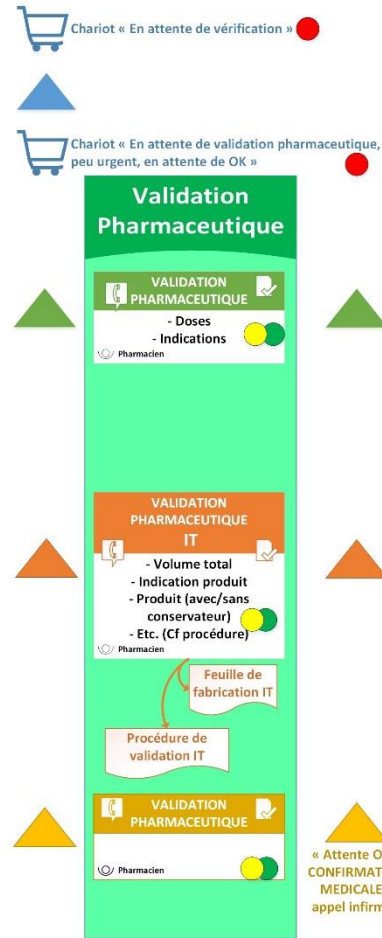 Chariot « En attente de vérification »
Chariot « En attente de validation pharmaceutique,
peu urgent, en attente de OK »
Validation
Pharmaceutique
VALIDATION
PHARMACEUTIQUE
- Doses
- Indications
Pharmacien
VALIDATION
PHARMACEUTIQUE
IT
- Volume total
- Indication produit
- Produit (avec/sans
conservateur)
- Etc. (Cf procédure)
Pharmacien
Feuille de
fabrication IT
Procédure de
validation IT
VALIDATION
PHARMACEUTIQUE
Pharmacien
« Attente
MEDICALE
appel